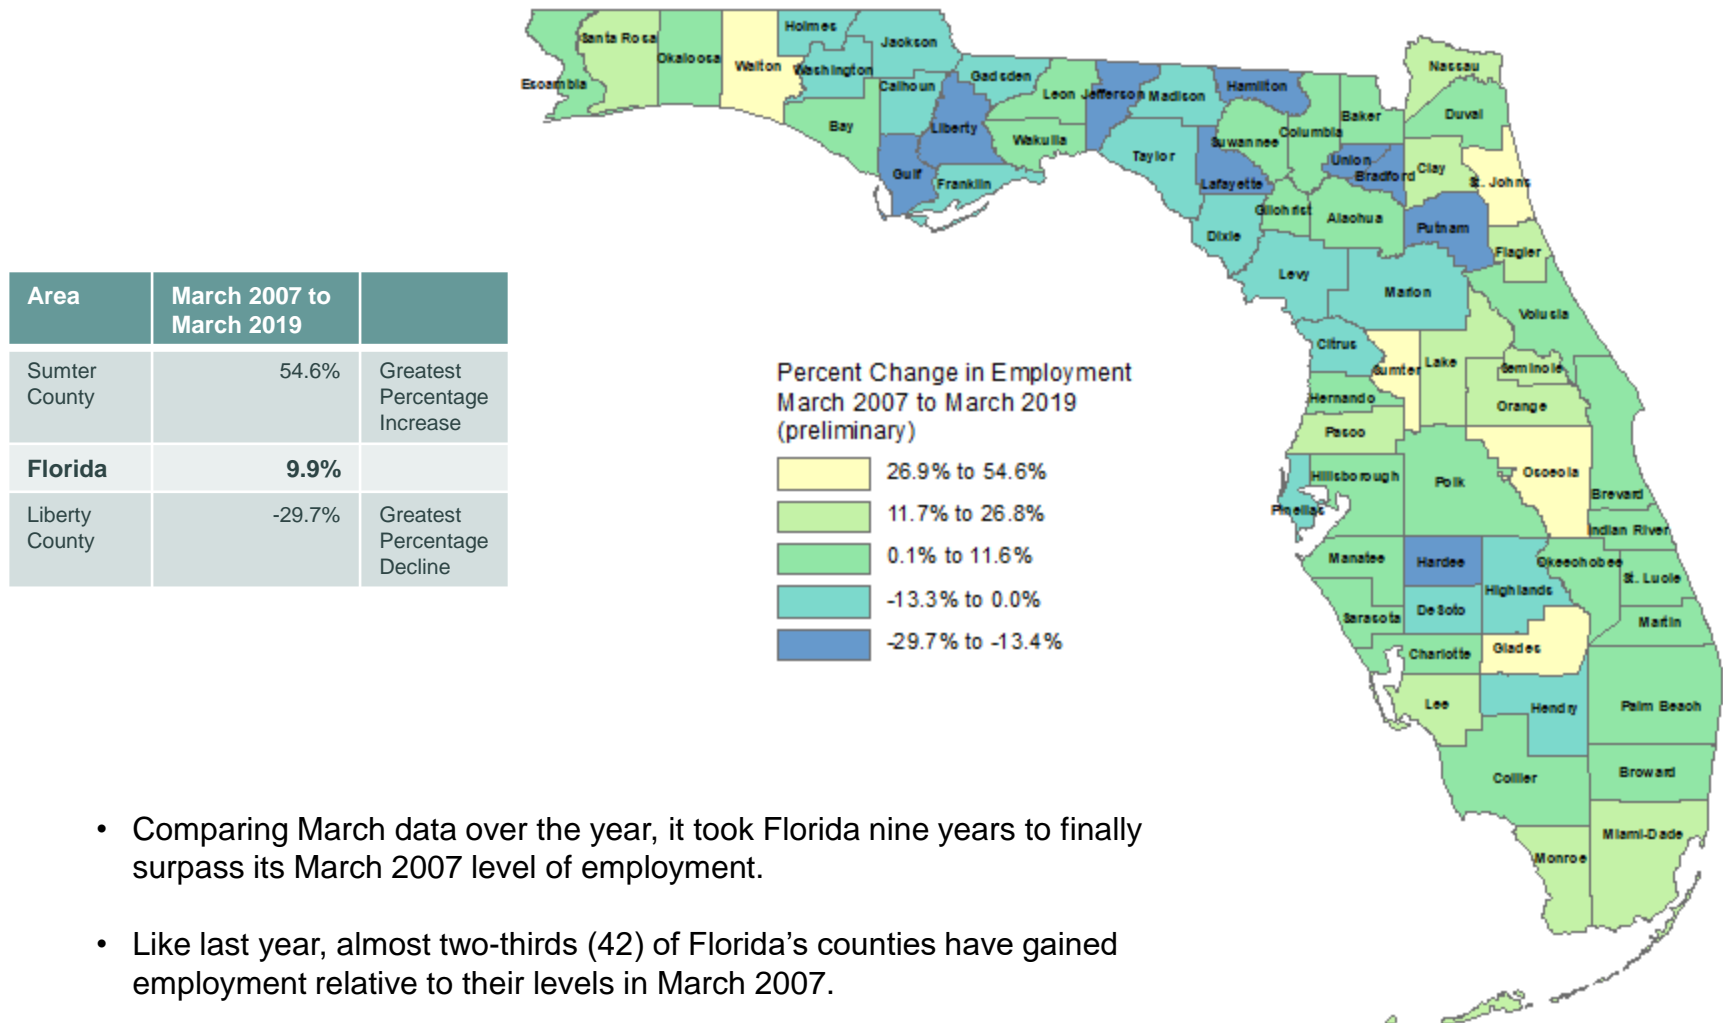 Area
March 2007 to
March 2019
Sumter
County
54.6%
Greatest
Percentage
Increase
Florida
9.9%
Liberty
County
-29.7%
Greatest
Percentage
Decline
Percent Change in Employment
March 2007 to March 2019
(preliminary)
26.9% to 54.6%
11.7% to 26.8%
0.1% to 11.6%
-13.3% to 0.0%
-29.7% to -13.4%
Escambia
Santa Rosa
Okaloosa
Walton
Holmes
Washington
Jackson
Bay
Calhoun
Gulf
Liberty
Gadsden
Franklin
Leon
Wakulla
Jefferson
Madison
Taylor
Hamilton
Suwannee
Lafayette
Dixie
Columbia
Gilchrist
Baker
Union
Bradford
Alachua
Nassau
Duval
Clay
St. Johns
Putnam
Flagler
Levy
Marion
Volusia
Citrus
Sumter
Lake
Seminole
Hernando
Orange
Pasco
Hillsborough
Pinellas
Polk
Osceola
Brevard
Indian River
Manatee
Hardee
Highlands
Okeechobee
St. Lucie
Sarasota
DeSoto
Martin
Charlotte
Glades
Lee
Hendry
Palm Beach
Collier
Broward
Monroe
Miami-Dade
• Comparing March data over the year, it took Florida nine years to finally
surpass its March 2007 level of employment.
• Like last year, almost two-thirds (42) of Florida’s counties have gained
employment relative to their levels in March 2007.